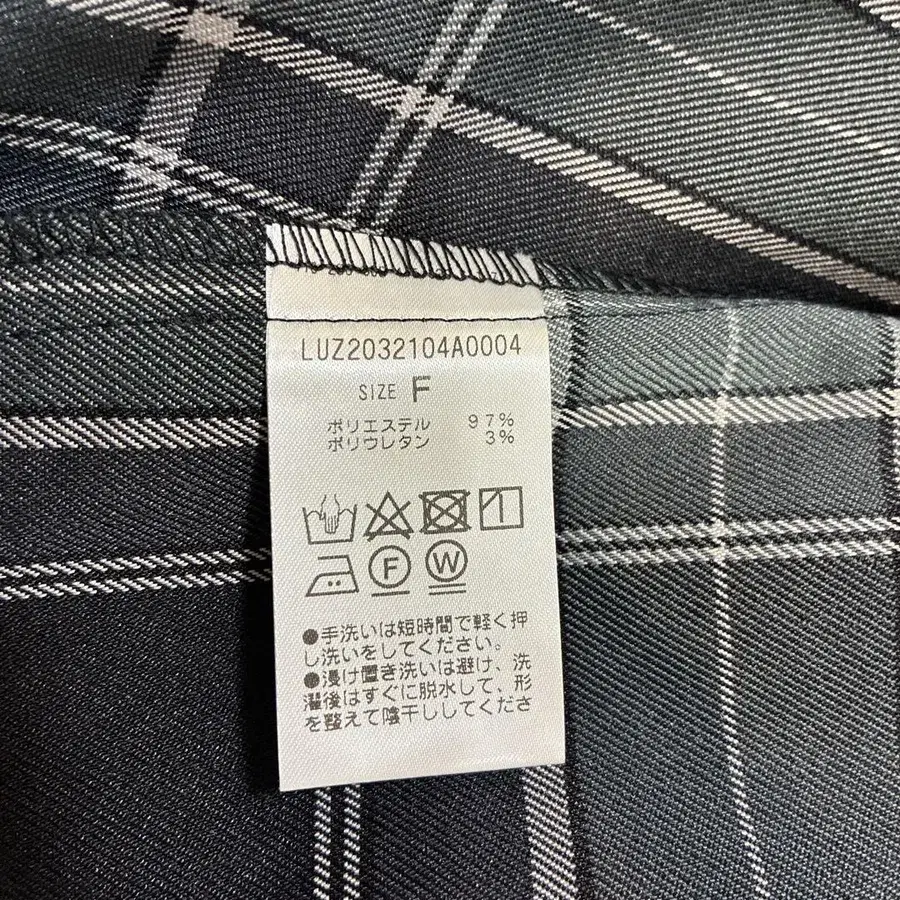 LUZ2032104A0004
SIZE F
ポリエステル 97%
ポリウレタン 3%
F W
●手洗いは短時間で軽く押
し洗いをしてください。
●浸け置き洗いは避け、洗
濯後はすぐに脱水して、形
を整えて陰干ししてくださ